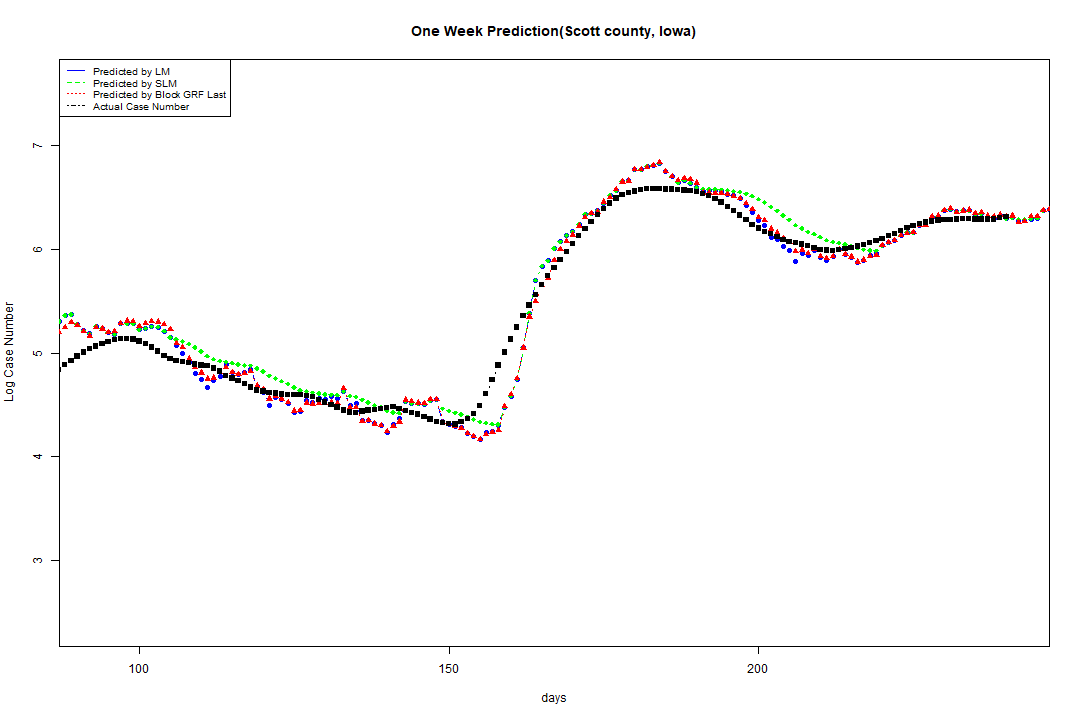 One Week Prediction(Scott county, Iowa)
Predicted by LM
Predicted by SLM
Predicted by Block GRF Last
Actual Case Number
7
6
5
4
3
Log Case Number
100 150 200
days